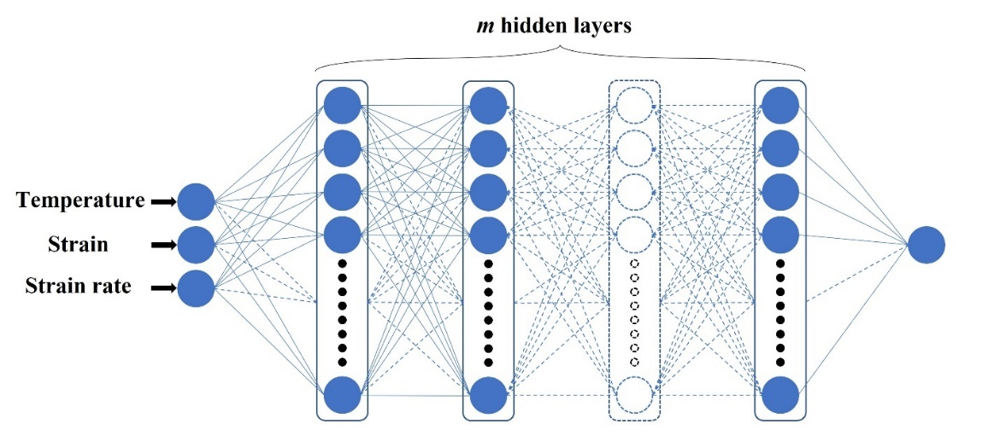 m hidden layers
Temperature
Strain
Strain rate